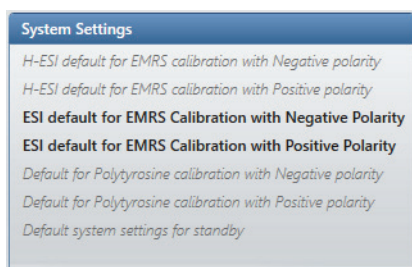 System Settings
H-ESI default for EMRS calibration with Negative polarity
H-ESI default for EMRS calibration with Positive polarity
ESI default for EMRS Calibration with Negative Polarity
ESI default for EMRS Calibration with Positive Polarity
Default for Polytyrosine calibration with Negative polarity
Default for Polytyrosine calibration with Positive polarity
Default system settings for standby